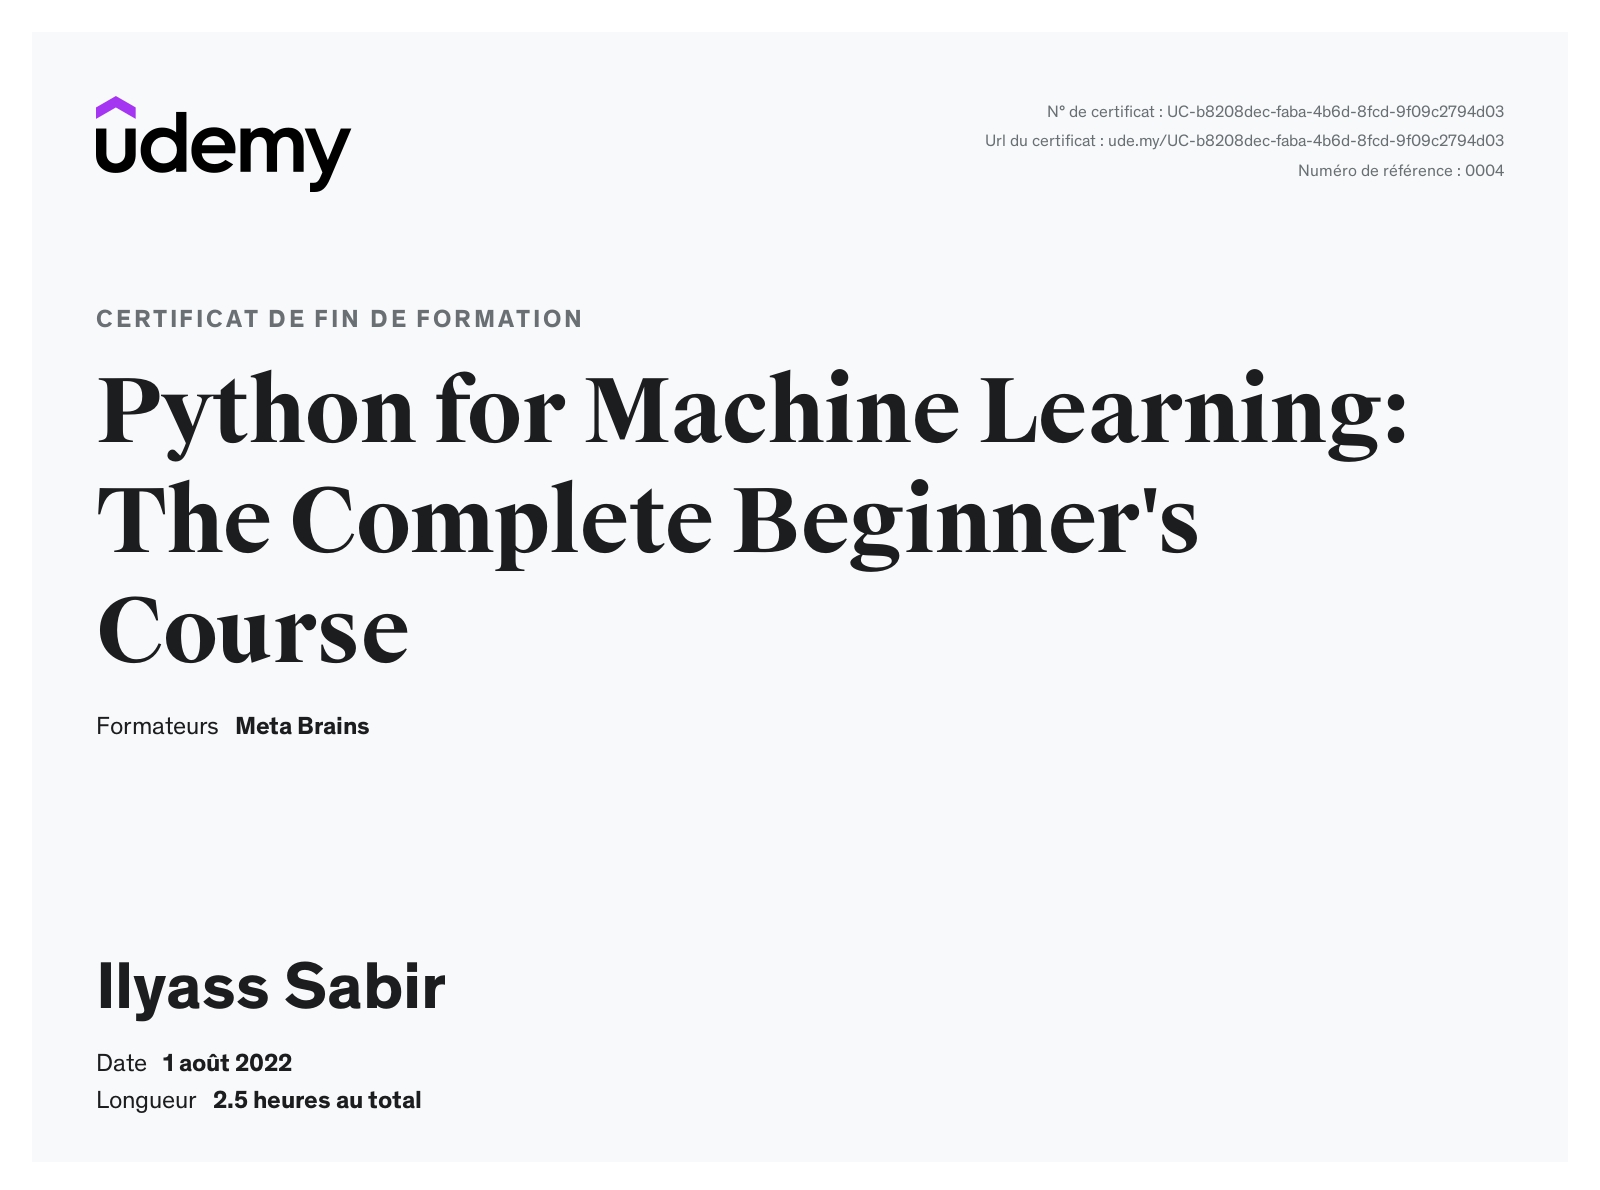 udemy
N° de certificat : UC-b8208dec-faba-4b6d-8fcd-9f09c2794d03
Url du certificat : ude.my/UC-b8208dec-faba-4b6d-8fcd-9f09c2794d03
Numéro de référence : 0004
CERTIFICAT DE FIN DE FORMATION
Python for Machine Learning:
The Complete Beginner's
Course
Formateurs Meta Brains
Ilyass Sabir
Date 1 août 2022
Longueur 2.5 heures au total